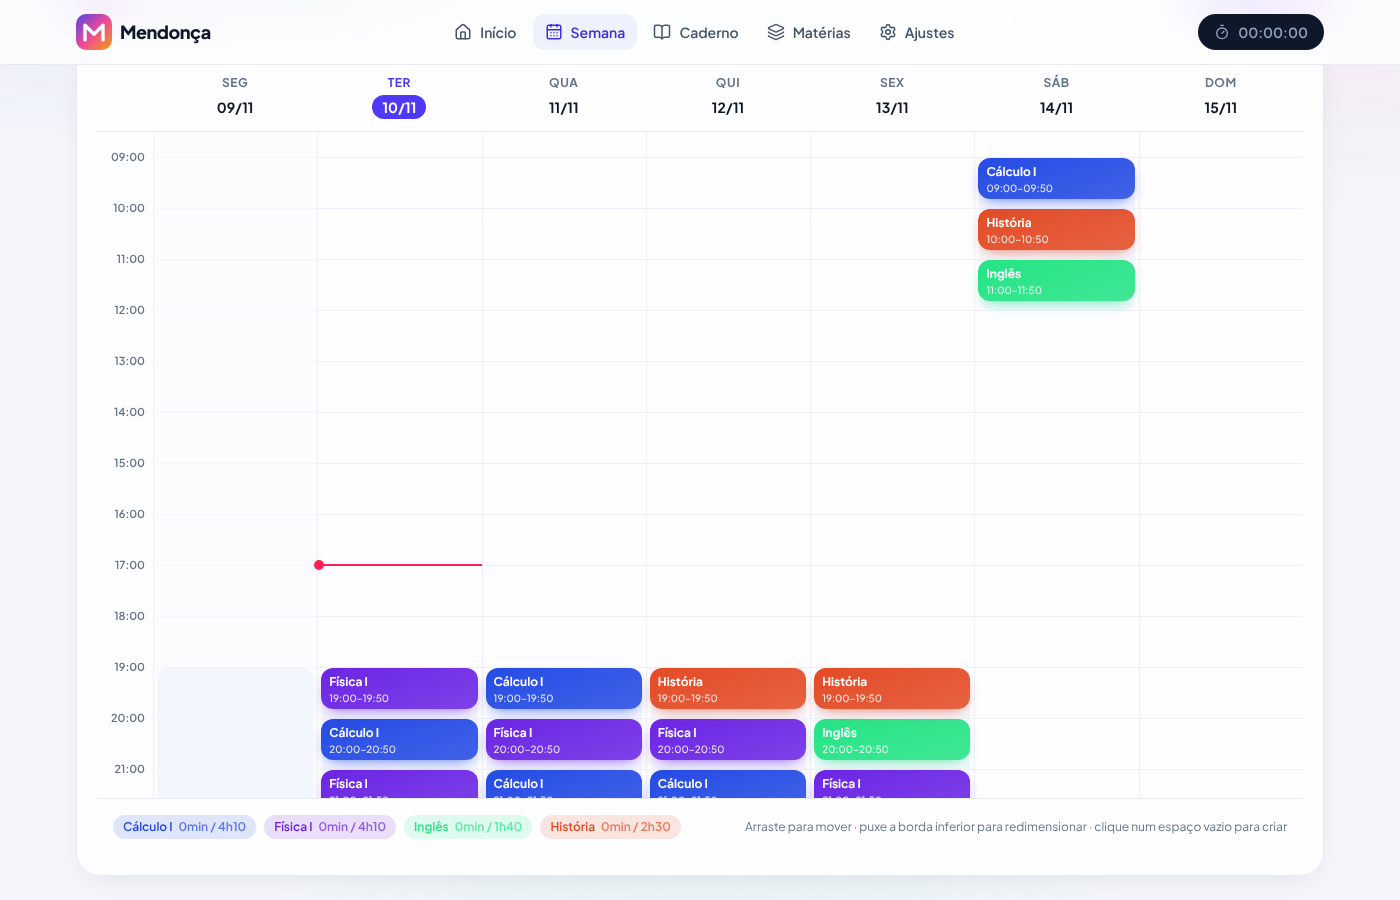 Mendonça
Início
Semana
Caderno
Matérias
Ajustes
00:00:00
SEG
TER
QUA
QUI
SEX
SÁB
DOM
09/11
10/11
11/11
12/11
13/11
14/11
15/11
09:00
Cálculo I
09:00–09:50
10:00
História
10:00–10:50
11:00
Inglês
11:00–11:50
12:00
13:00
14:00
15:00
16:00
17:00
18:00
19:00
Física I
19:00–19:50
Cálculo I
19:00–19:50
História
19:00–19:50
História
19:00–19:50
20:00
Cálculo I
20:00–20:50
Física I
20:00–20:50
Física I
20:00–20:50
Inglês
20:00–20:50
21:00
Física I
Cálculo I
Cálculo I
Física I
Cálculo I 0min / 4h10
Física I 0min / 4h10
Inglês 0min / 1h40
História 0min / 2h30
Arraste para mover · puxe a borda inferior para redimensionar · clique num espaço vazio para criar